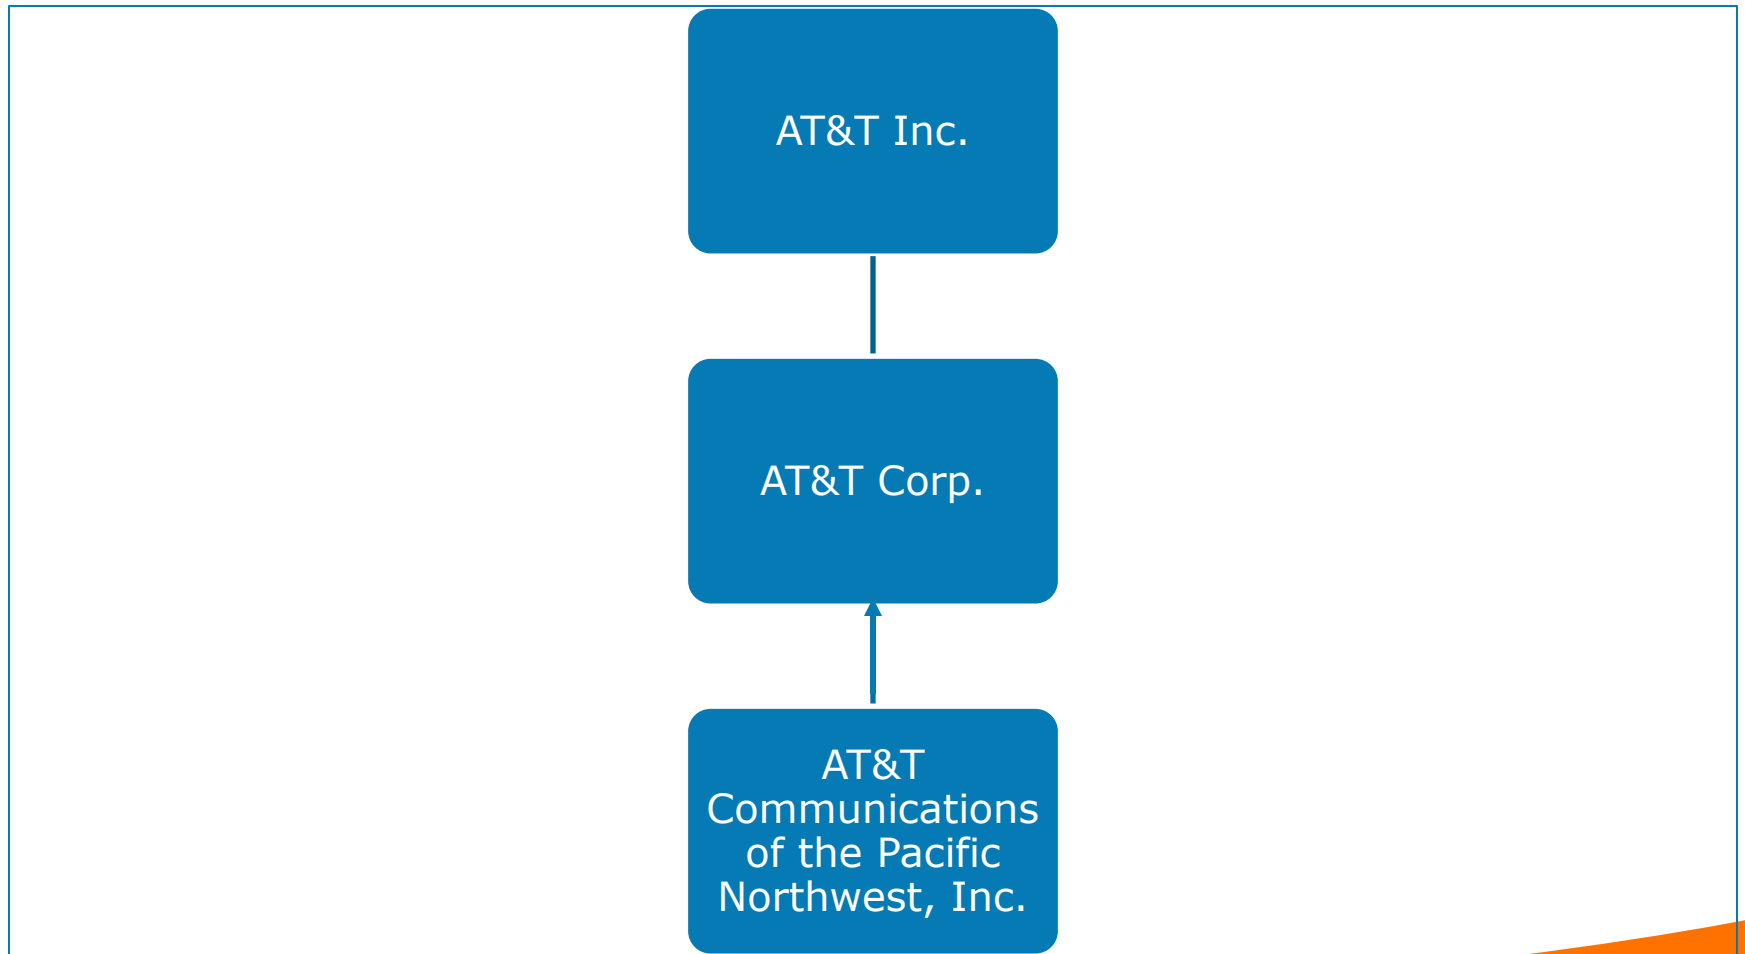 AT&T Inc.
AT&T Corp.
AT&T
Communications
of the Pacific
Northwest, Inc.